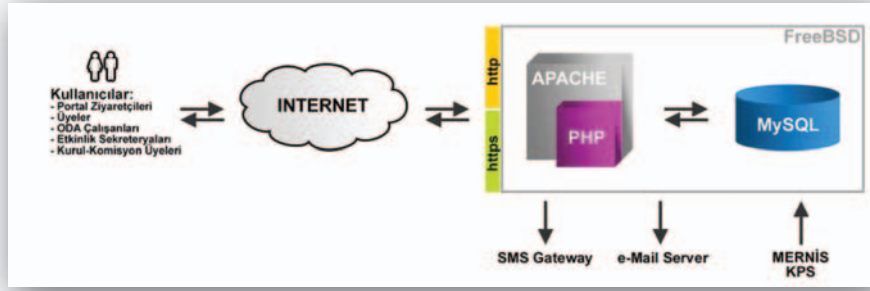 Kullanıcılar:
- Portal Ziyaretçileri
- Üyeler
- ODA Çalışanları
- Etkinlik Sekreteryaları
- Kurul-Komisyon Üyeleri
INTERNET
http
https
FreeBSD
APACHE
PHP
MySQL
SMS Gateway
e-Mail Server
MERNİS
KPS